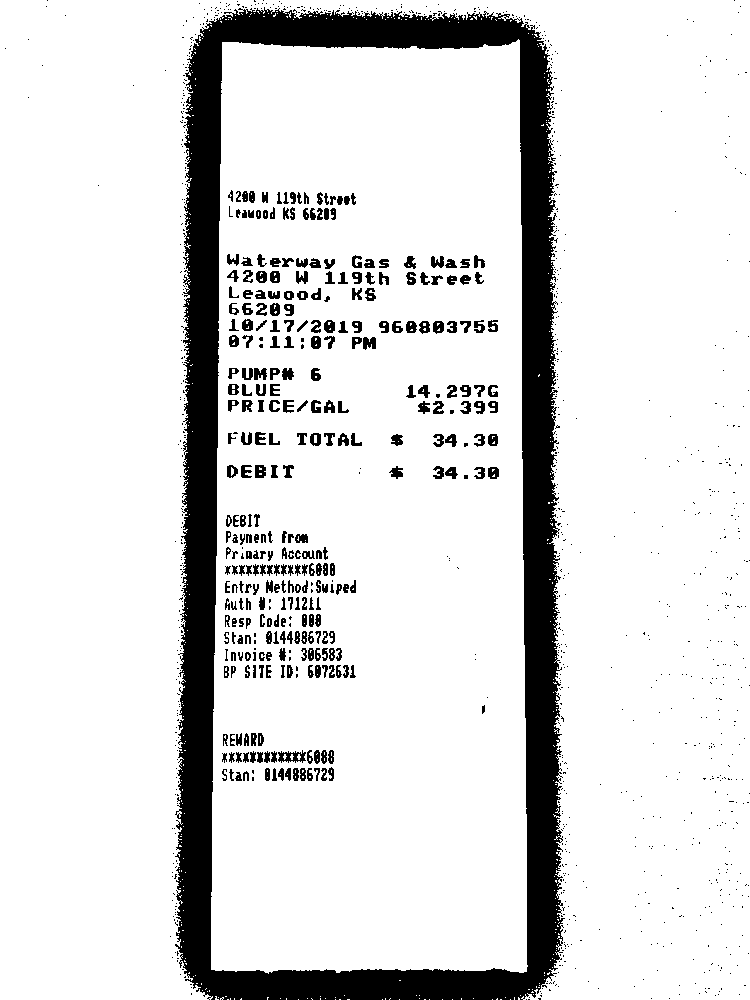 4200 W 119th Street
Leawood KS 66209
Waterway Gas & Wash
4200 W 119th Street
Leawood, KS
66209
10/17/2019 960803755
07:11:07 PM
PUMP# 6
BLUE 14.297G
PRICE/GAL $2.399
FUEL TOTAL $ 34.30
DEBIT $ 34.30
DEBIT
Payment from
Primary Account
************6088
Entry Method:Swiped
Auth #: 171211
Resp Code: 000
Stan: 0144886729
Invoice #: 306583
BP SITE ID: 6072631
REWARD
************6088
Stan: 0144886729